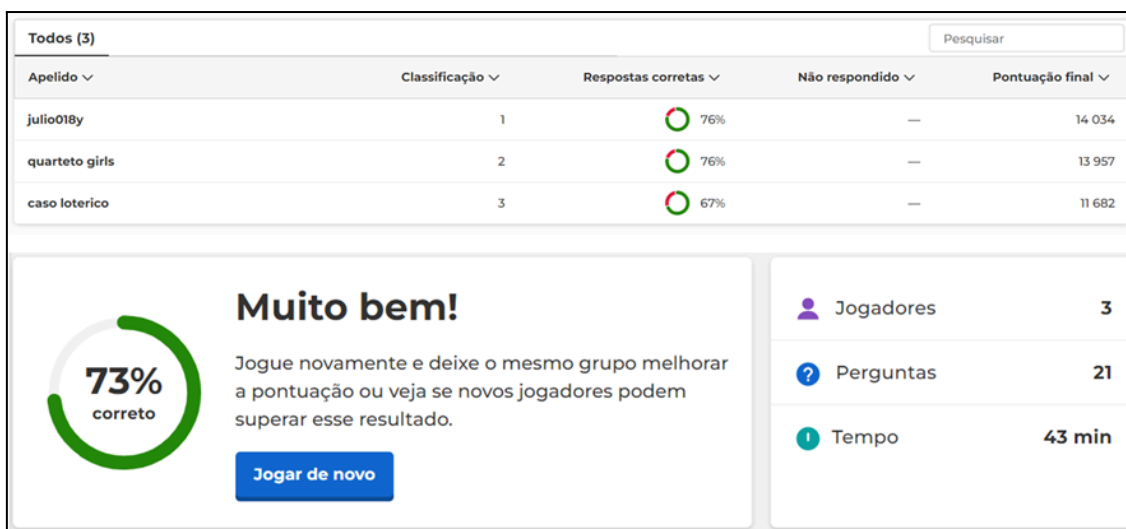 Todos (3)
Pesquisar
Apelido Classificação Respostas corretas Não respondido Pontuação final
julio018y 1 76% — 14 034
quarteto girls 2 76% — 13 957
caso loterico 3 67% — 11 682
73%
correto
Muito bem!
Jogue novamente e deixe o mesmo grupo melhorar
a pontuação ou veja se novos jogadores podem
superar esse resultado.
Jogar de novo
Jogadores 3
? Perguntas 21
Tempo 43 min